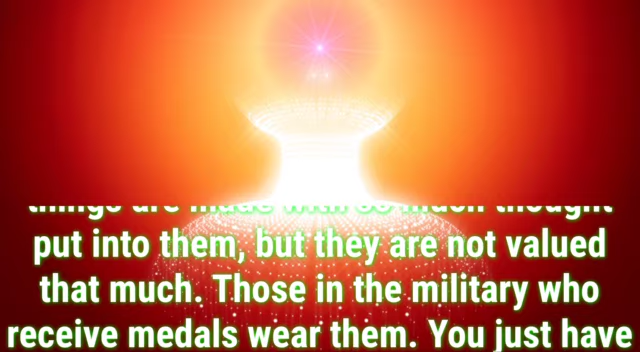 things are made with so much thought
put into them, but they are not valued
that much. Those in the military who
receive medals wear them. You just have